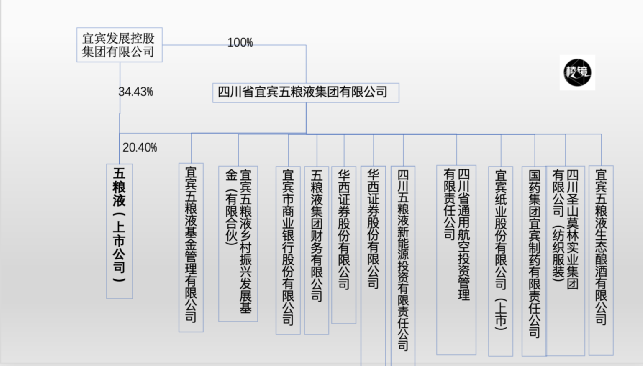 宜宾发展控股
集团有限公司
100%
棱镜
34.43%
四川省宜宾五粮液集团有限公司
20.40%
五粮液（上市公司）
宜宾五粮液基金管理有限公司
宜宾五粮液乡村振兴发展基
金（有限合伙）
宜宾市商业银行股份有限公司
五粮液集团财务有限公司
华西证券股份有限公司
华西证券股份有限公司
四川五粮液新能源投资有限责任公司
四川省通用航空投资管理
有限责任公司
宜宾纸业股份有限公司（上市）
国药集团宜宾制药有限责任公司
四川圣山莫林实业集团
有限公司（纺织服装）
宜宾五粮液生态酿酒有限公司